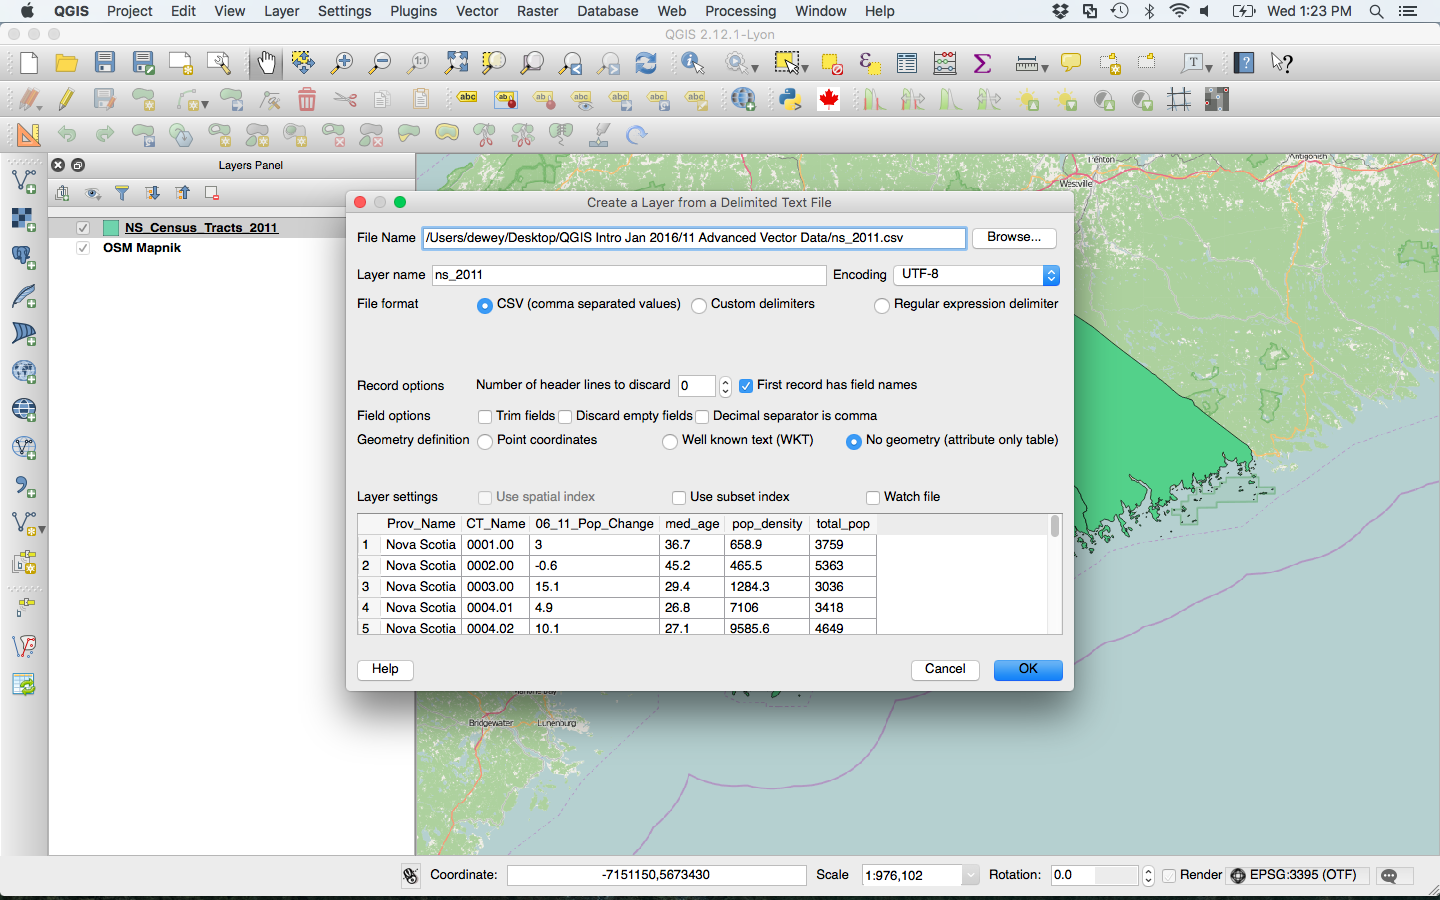 QGIS Project Edit View Layer Settings Plugins Vector Raster Database Web Processing Window Help Wed 1:23 PM
QGIS 2.12.1-Lyon
Layers Panel
NS_Census_Tracts_2011
OSM Mapnik
Trenton Antigonish
Westville
Create a Layer from a Delimited Text File
File Name /Users/dewey/Desktop/QGIS Intro Jan 2016/11 Advanced Vector Data/ns_2011.csv Browse...
Layer name ns_2011 Encoding UTF-8
File format CSV (comma separated values) Custom delimiters Regular expression delimiter
Record options Number of header lines to discard 0 First record has field names
Field options Trim fields Discard empty fields Decimal separator is comma
Geometry definition Point coordinates Well known text (WKT) No geometry (attribute only table)
Layer settings Use spatial index Use subset index Watch file
Prov_Name CT_Name 06_11_Pop_Change med_age pop_density total_pop
1 Nova Scotia 0001.00 3 36.7 658.9 3759
2 Nova Scotia 0002.00 -0.6 45.2 465.5 5363
3 Nova Scotia 0003.00 15.1 29.4 1284.3 3036
4 Nova Scotia 0004.01 4.9 26.8 7106 3418
5 Nova Scotia 0004.02 10.1 27.1 9585.6 4649
Help Cancel OK
Bridgewater Lunenburg
Coordinate: -7151150,5673430 Scale 1:976,102 Rotation: 0.0 Render EPSG:3395 (OTF)